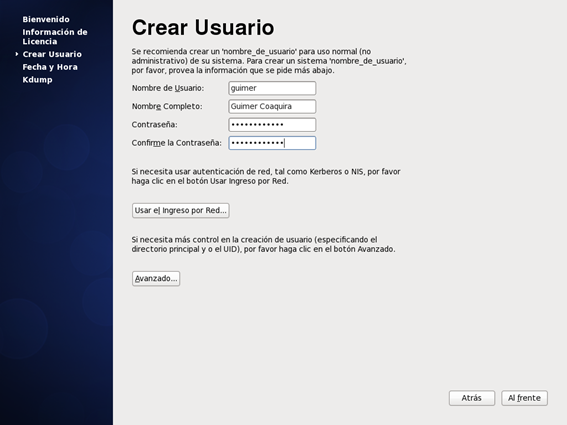 Bienvenido
Información de
Licencia
Crear Usuario
Fecha y Hora
Kdump
Crear Usuario
Se recomienda crear un 'nombre_de_usuario' para uso normal (no
administrativo) de su sistema. Para crear un sistema 'nombre_de_usuario',
por favor, provea la información que se pide más abajo.
Nombre de Usuario: guimer
Nombre Completo: Guimer Coaquira
Contraseña: ••••••••••••
Confirme la Contraseña: ••••••••••••
Si necesita usar autenticación de red, tal como Kerberos o NIS, por favor
haga clic en el botón Usar Ingreso por Red.
Usar el Ingreso por Red...
Si necesita más control en la creación de usuario (especificando el
directorio principal y o el UID), por favor haga clic en el botón Avanzado.
Avanzado...
Atrás Al frente